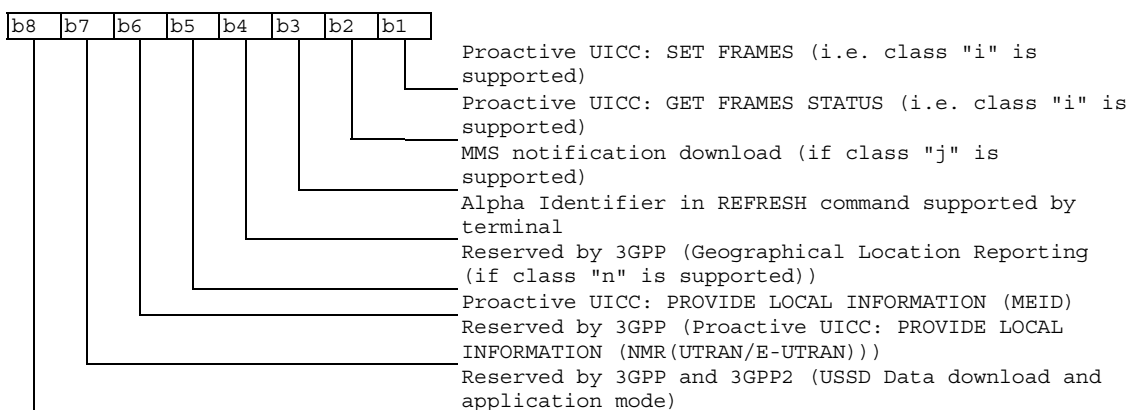 b8 b7 b6 b5 b4 b3 b2 b1
Proactive UICC: SET FRAMES (i.e. class "i" is
supported)
Proactive UICC: GET FRAMES STATUS (i.e. class "i" is
supported)
MMS notification download (if class "j" is
supported)
Alpha Identifier in REFRESH command supported by
terminal
Reserved by 3GPP (Geographical Location Reporting
(if class "n" is supported))
Proactive UICC: PROVIDE LOCAL INFORMATION (MEID)
Reserved by 3GPP (Proactive UICC: PROVIDE LOCAL
INFORMATION (NMR(UTRAN/E-UTRAN)))
Reserved by 3GPP and 3GPP2 (USSD Data download and
application mode)